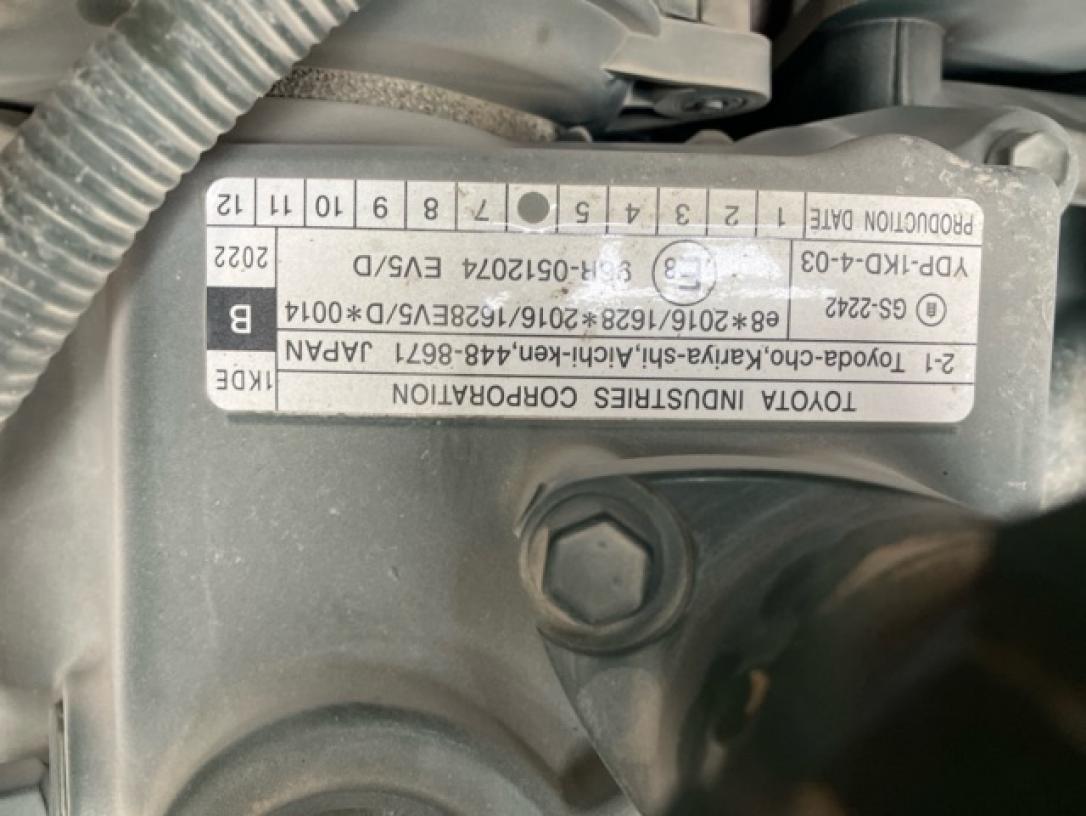 TOYOTA INDUSTRIES CORPORATION
1KDE
2-1 Toyoda-cho,Kariya-shi,Aichi-ken,448-8671 JAPAN
GS-2242
e8*2016/1628*2016/1628EV5/D*0014
B
YDP-1KD-4-03
E8 96R-0512074 EV5/D
2022
PRODUCTION DATE 1 2 3 4 5 7 8 9 10 11 12